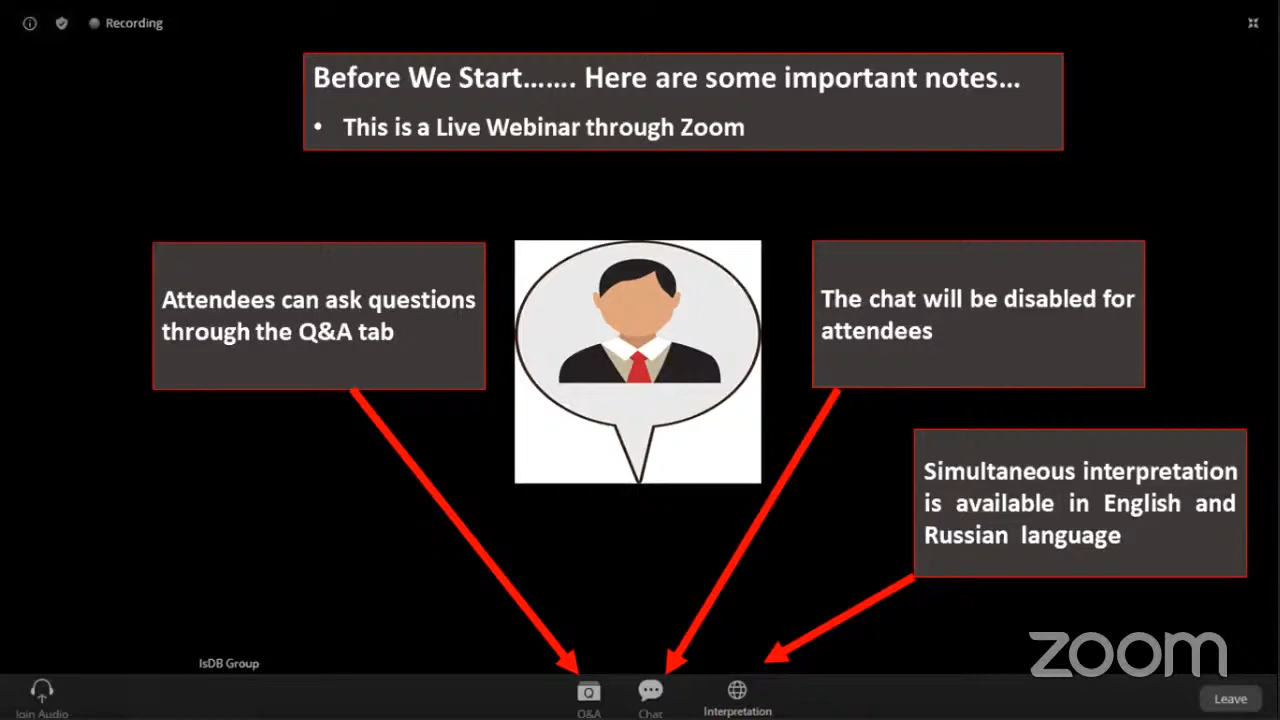 Recording
Before We Start……. Here are some important notes…
• This is a Live Webinar through Zoom
Attendees can ask questions
through the Q&A tab
The chat will be disabled for
attendees
Simultaneous interpretation
is available in English and
Russian language
zoom
IsDB Group
Join Audio
Q
Q&A
Chat
Interpretation
Leave